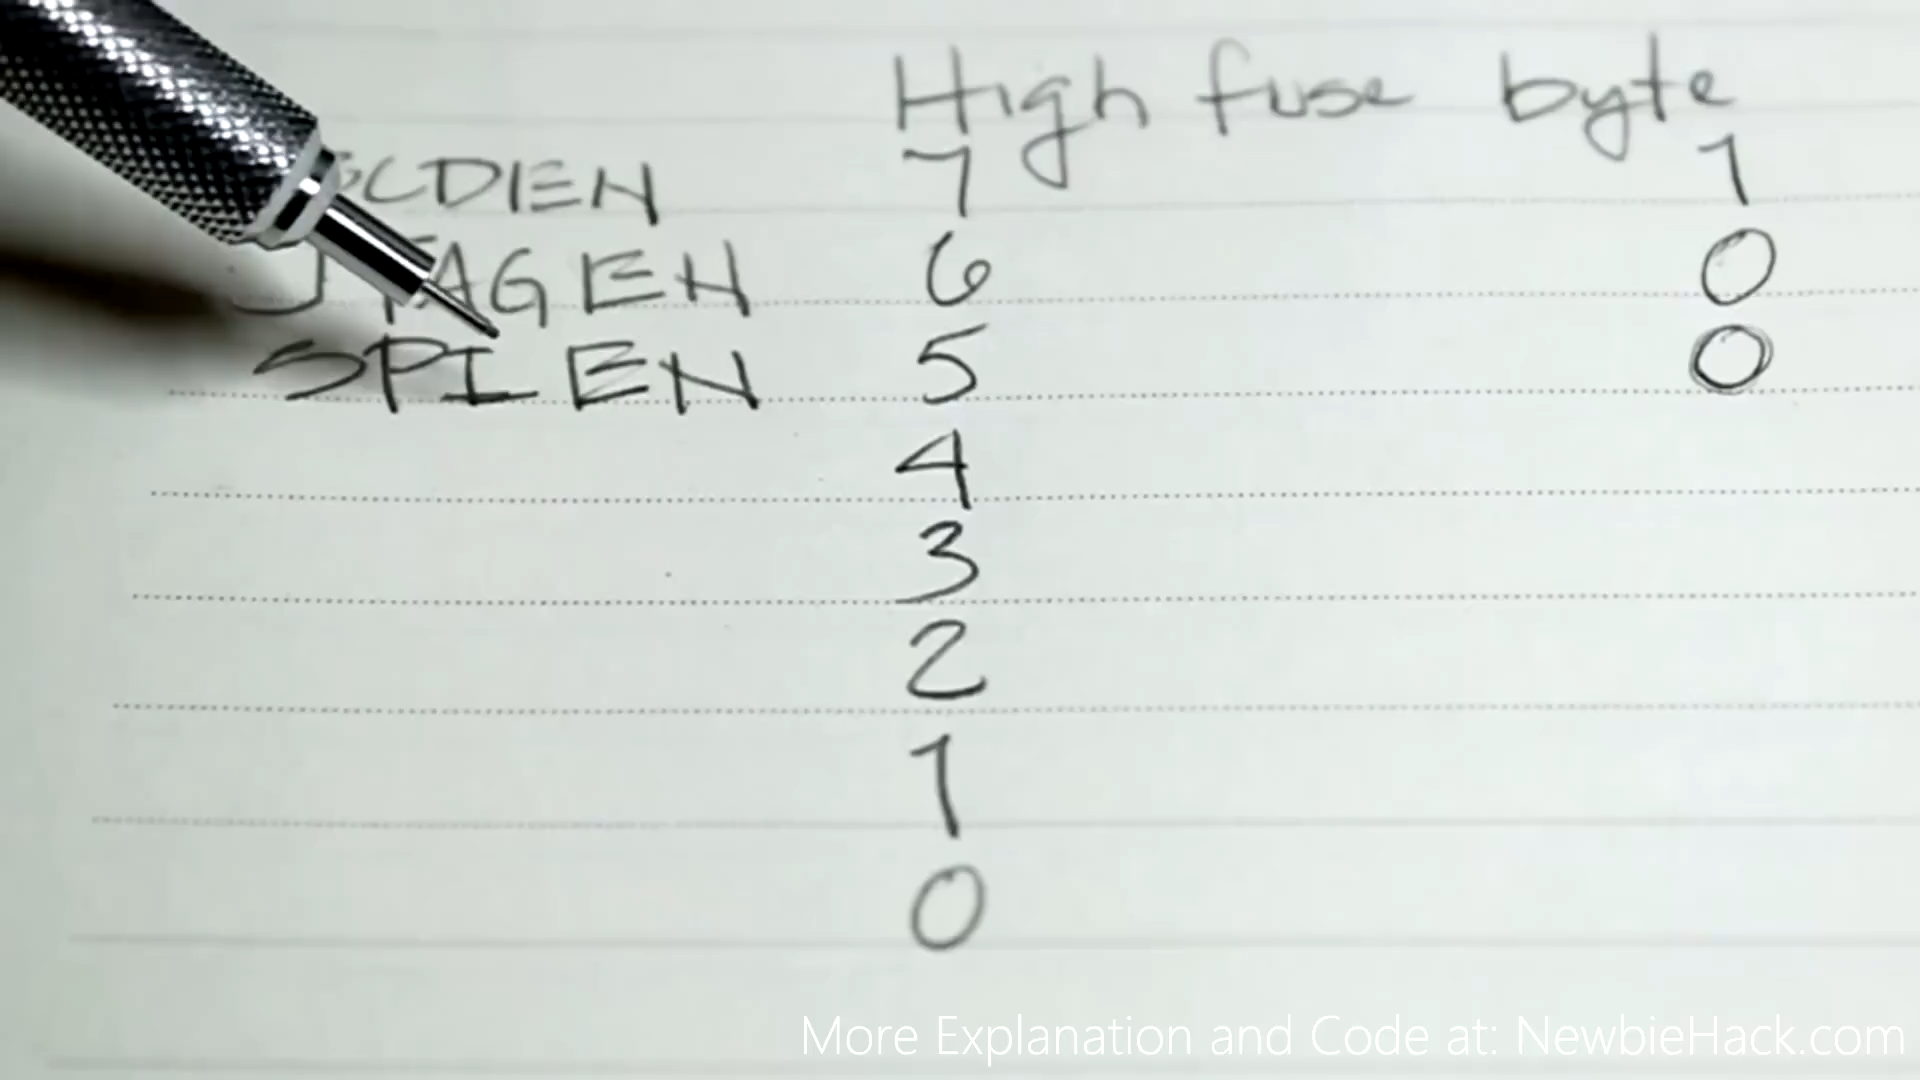 High fuse byte
7 1
JTAGEN 6 0
SPIEN 5 0
4
3
2
1
0
More Explanation and Code at: NewbieHack.com